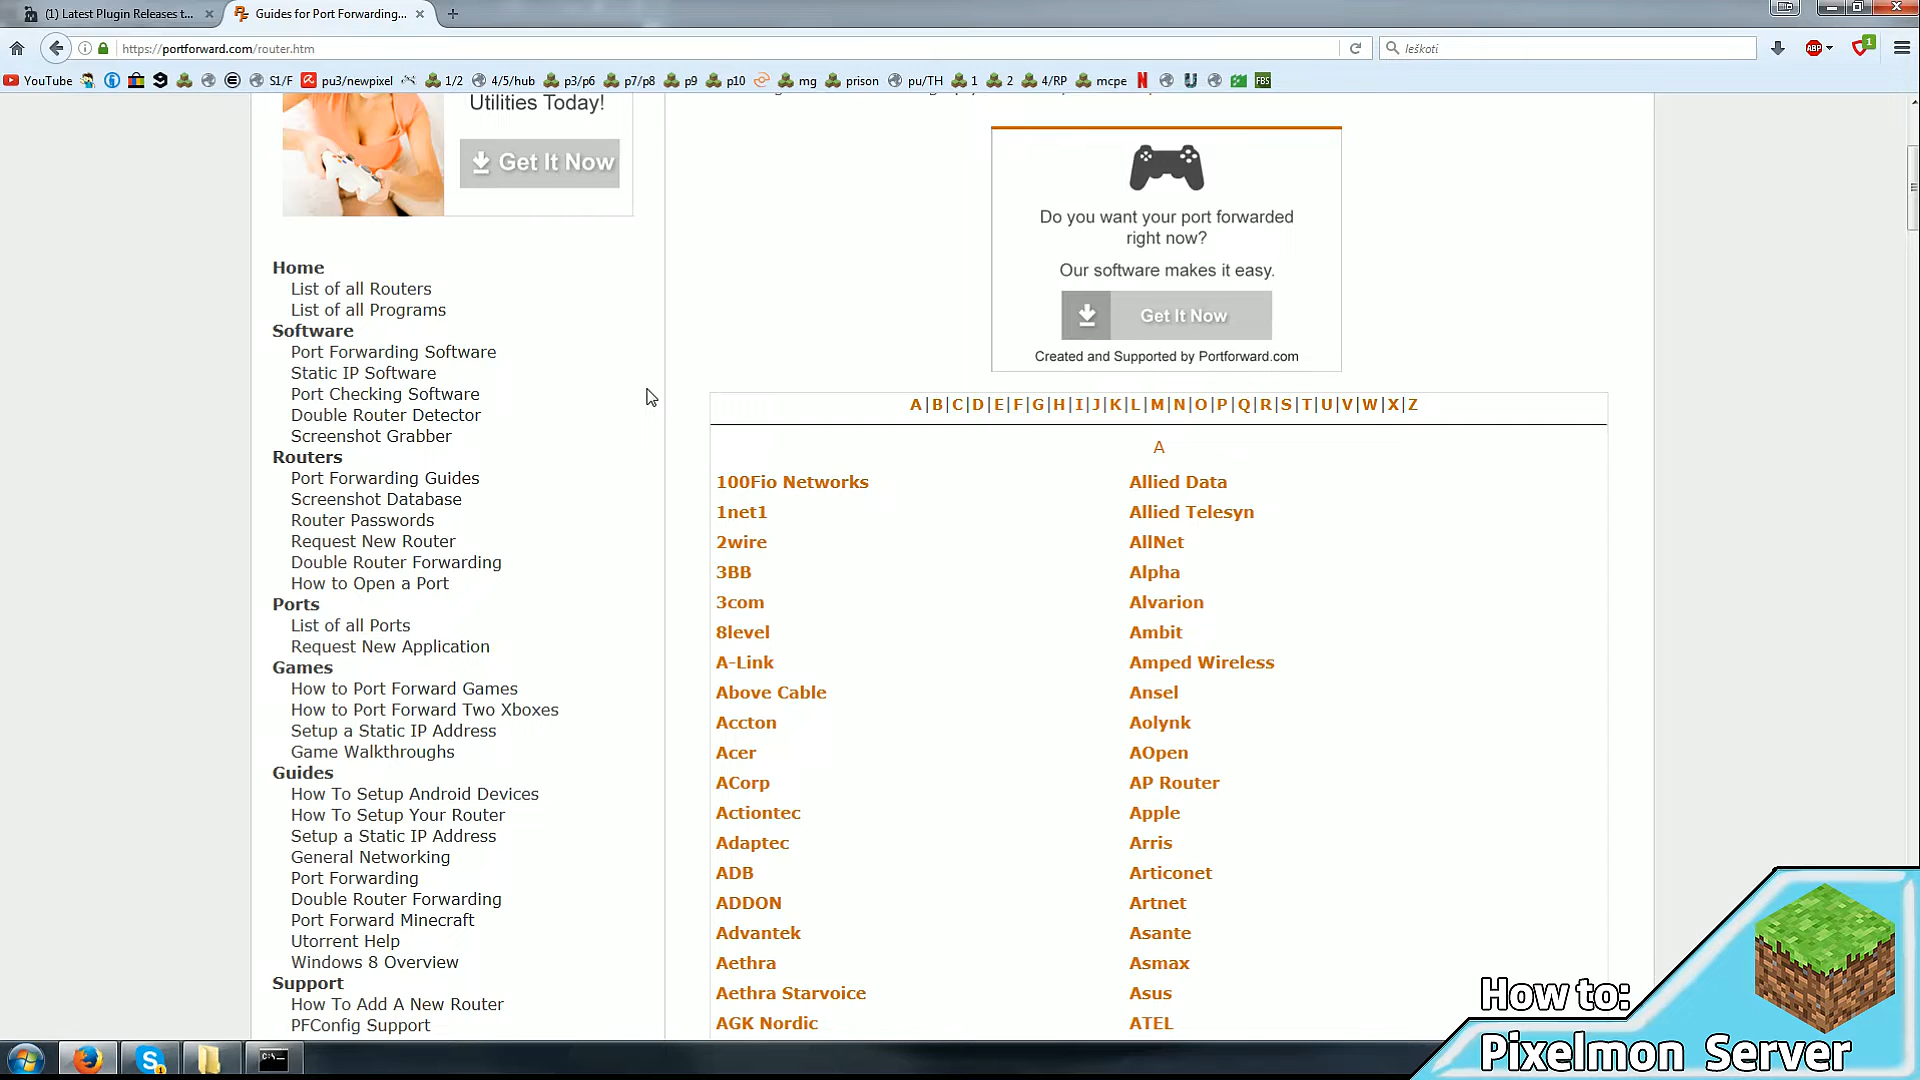 (1) Latest Plugin Releases t...
Guides for Port Forwarding...
https://portforward.com/router.htm
Ieškoti
ABP
1
YouTube
S1/F
pu3/newpixel
1/2
4/5/hub
p3/p6
p7/p8
p9
p10
mg
prison
pu/TH
1
2
4/RP
mcpe
N
FBS
Utilities Today!
Get It Now
Home
List of all Routers
List of all Programs
Software
Port Forwarding Software
Static IP Software
Port Checking Software
Double Router Detector
Screenshot Grabber
Routers
Port Forwarding Guides
Screenshot Database
Router Passwords
Request New Router
Double Router Forwarding
How to Open a Port
Ports
List of all Ports
Request New Application
Games
How to Port Forward Games
How to Port Forward Two Xboxes
Setup a Static IP Address
Game Walkthroughs
Guides
How To Setup Android Devices
How To Setup Your Router
Setup a Static IP Address
General Networking
Port Forwarding
Double Router Forwarding
Port Forward Minecraft
Utorrent Help
Windows 8 Overview
Support
How To Add A New Router
PFConfig Support
Do you want your port forwarded
right now?
Our software makes it easy.
Get It Now
Created and Supported by Portforward.com
A|B|C|D|E|F|G|H|I|J|K|L|M|N|O|P|Q|R|S|T|U|V|W|X|Z
A
100Fio Networks
1net1
2wire
3BB
3com
8level
A-Link
Above Cable
Accton
Acer
ACorp
Actiontec
Adaptec
ADB
ADDON
Advantek
Aethra
Aethra Starvoice
AGK Nordic
Allied Data
Allied Telesyn
AllNet
Alpha
Alvarion
Ambit
Amped Wireless
Ansel
Aolynk
AOpen
AP Router
Apple
Arris
Articonet
Artnet
Asante
Asmax
Asus
ATEL
How to:
Pixelmon Server